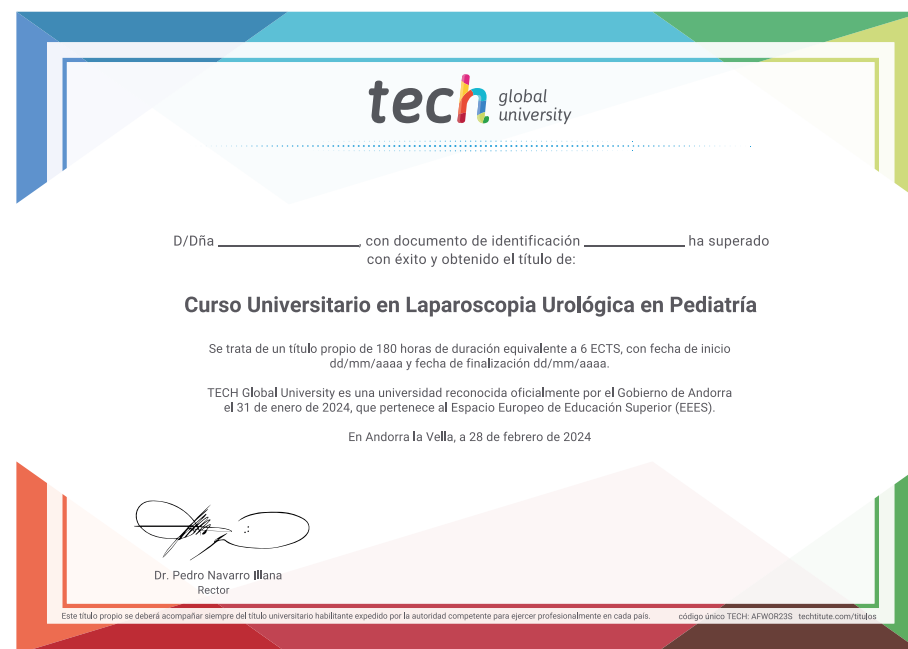 tech global
university
D/Dña ____________________, con documento de identificación ______________ ha superado
con éxito y obtenido el título de:
Curso Universitario en Laparoscopia Urológica en Pediatría
Se trata de un título propio de 180 horas de duración equivalente a 6 ECTS, con fecha de inicio
dd/mm/aaaa y fecha de finalización dd/mm/aaaa.
TECH Global University es una universidad reconocida oficialmente por el Gobierno de Andorra
el 31 de enero de 2024, que pertenece al Espacio Europeo de Educación Superior (EEES).
En Andorra la Vella, a 28 de febrero de 2024
Dr. Pedro Navarro Illana
Rector
Este título propio se deberá acompañar siempre del título universitario habilitante expedido por la autoridad competente para ejercer profesionalmente en cada país. código único TECH: AFWOR23S techtitute.com/titulos